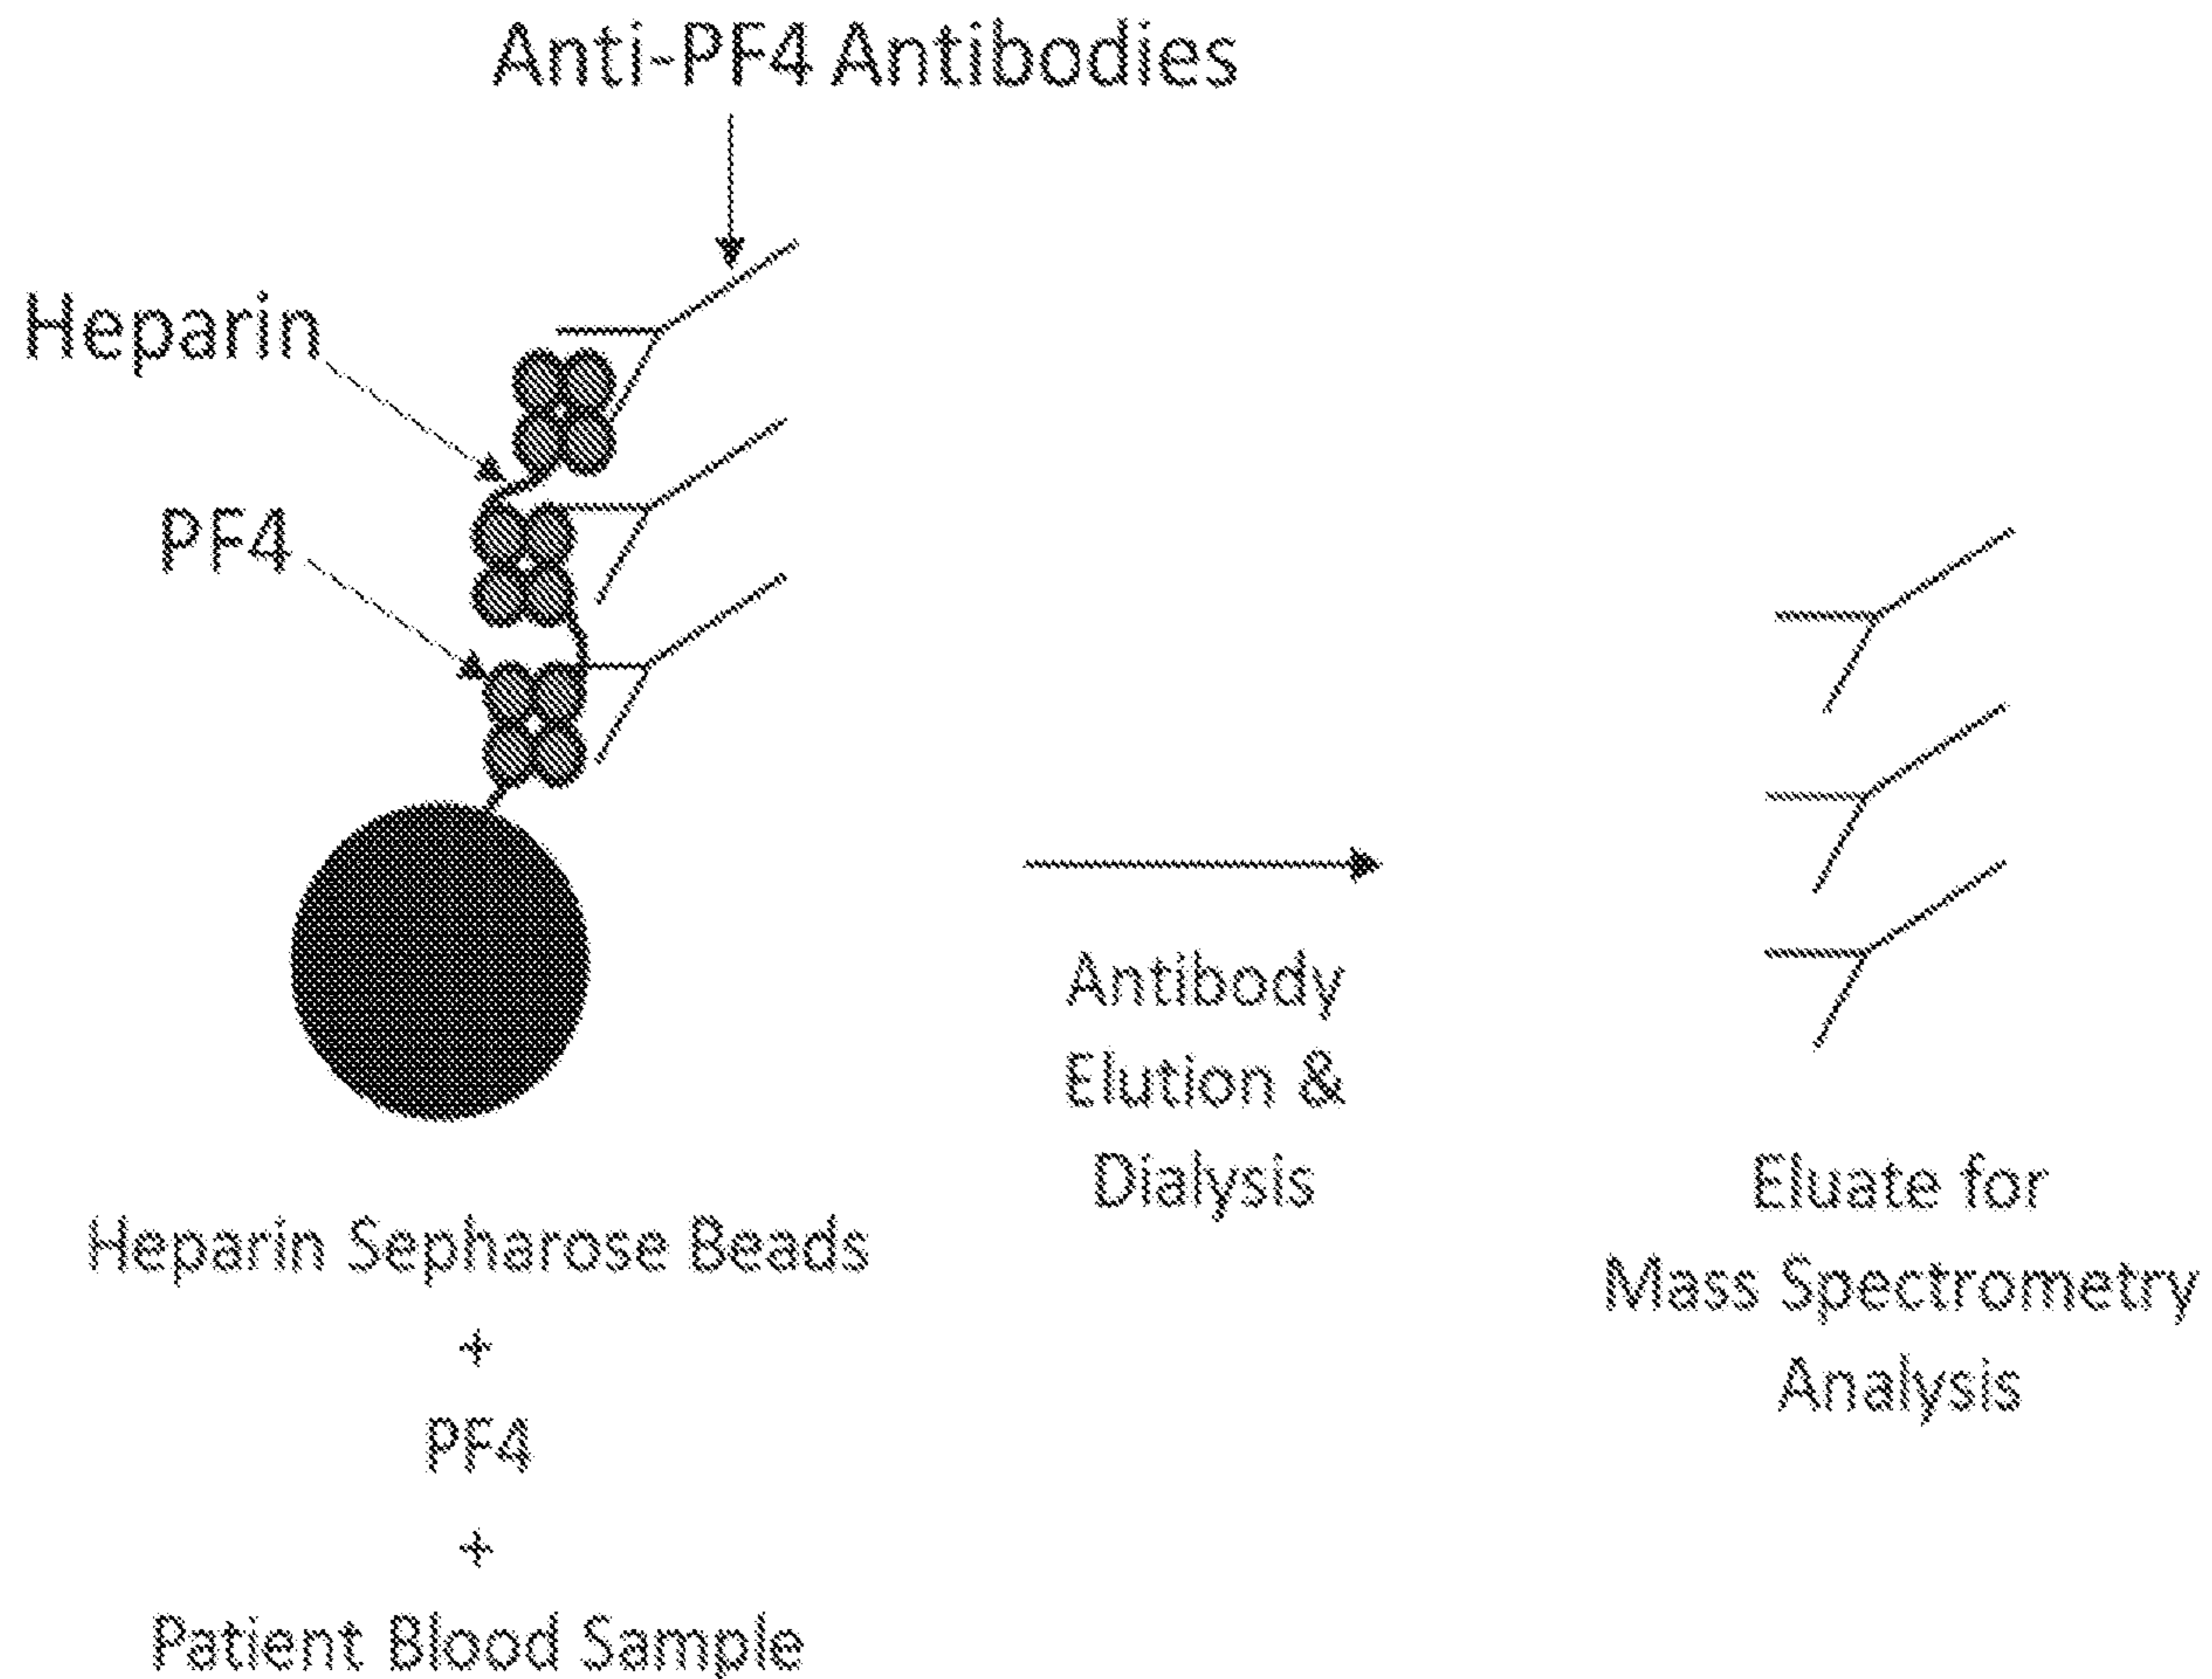 Anti-PF4 Antibodies
Heparin
PF4
Antibody
Elution &
Dialysis
Heparin Sepharose Beads
+
PF4
+
Patient Blood Sample
Eluate for
Mass Spectrometry
Analysis